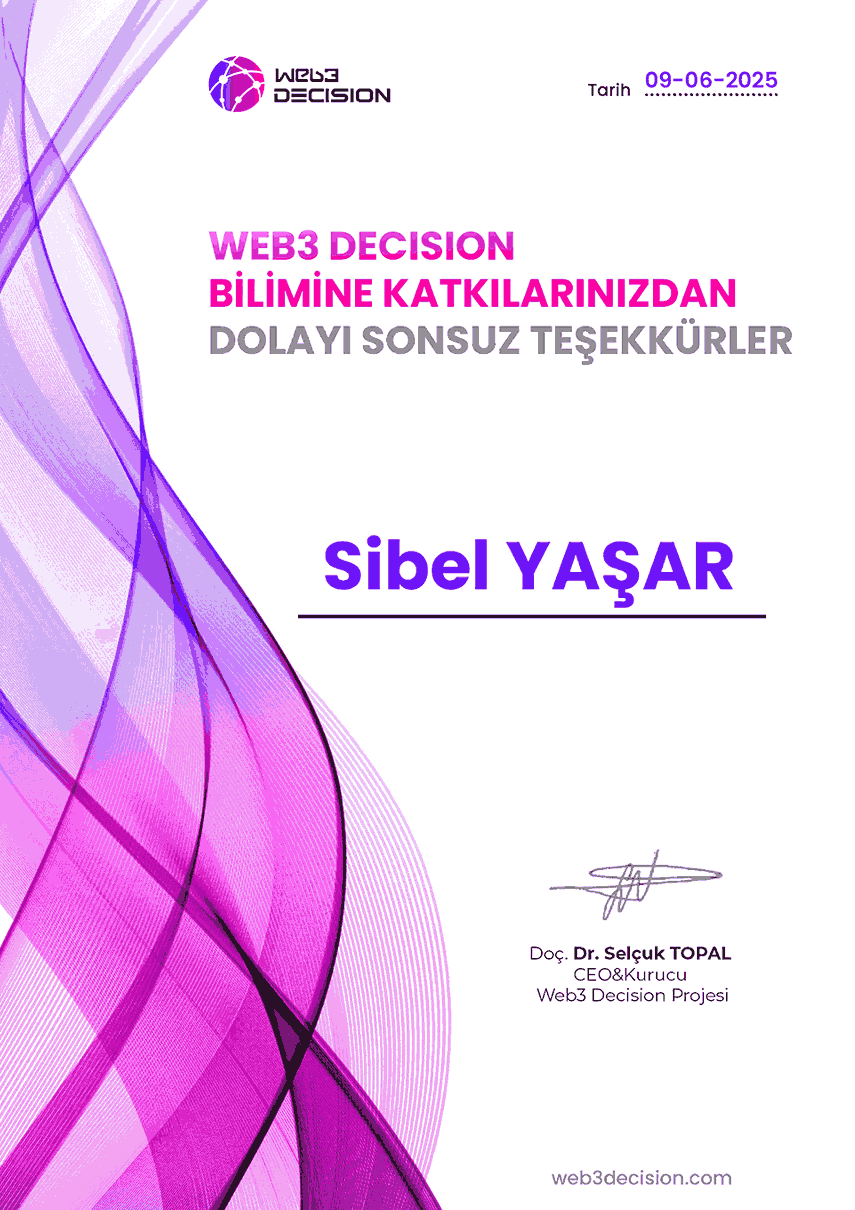 Web3
DECISION
Tarih 09-06-2025
WEB3 DECISION
BİLİMİNE KATKILARINIZDAN
DOLAYI SONSUZ TEŞEKKÜRLER
Sibel YAŞAR
Doç. Dr. Selçuk TOPAL
CEO&Kurucu
Web3 Decision Projesi
web3decision.com